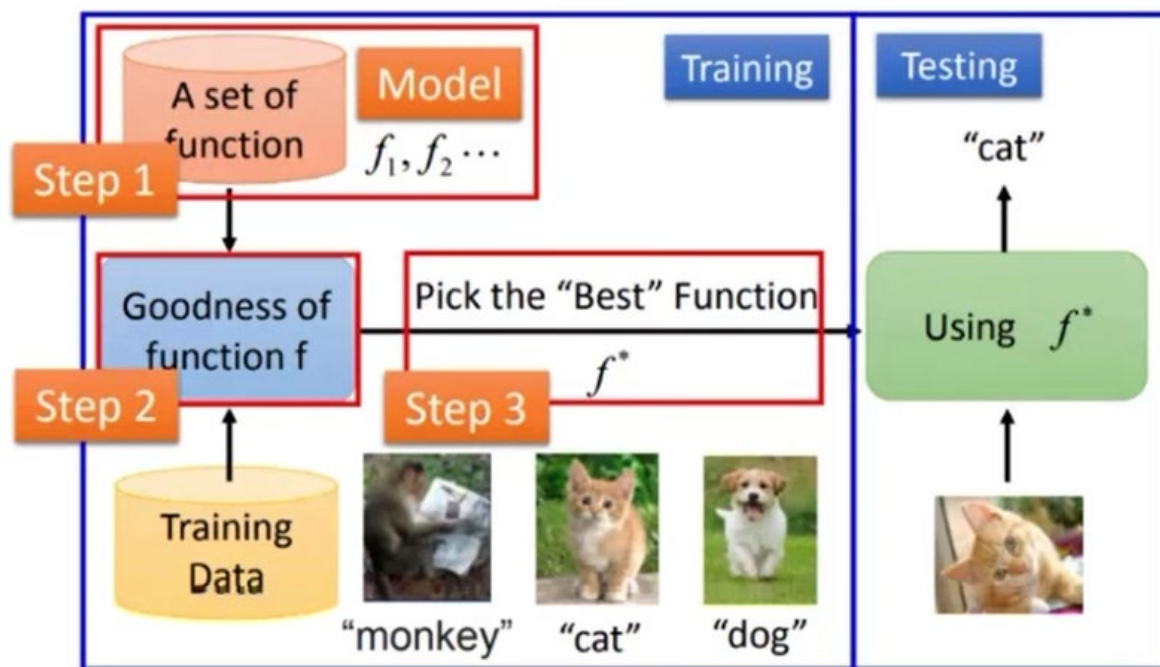 A set of
function
Model
f₁, f₂ ⋯
Step 1
Training
Testing
"cat"
Goodness of
function f
Step 2
Pick the "Best" Function
f*
Step 3
Using f*
Training
Data
"monkey"
"cat"
"dog"